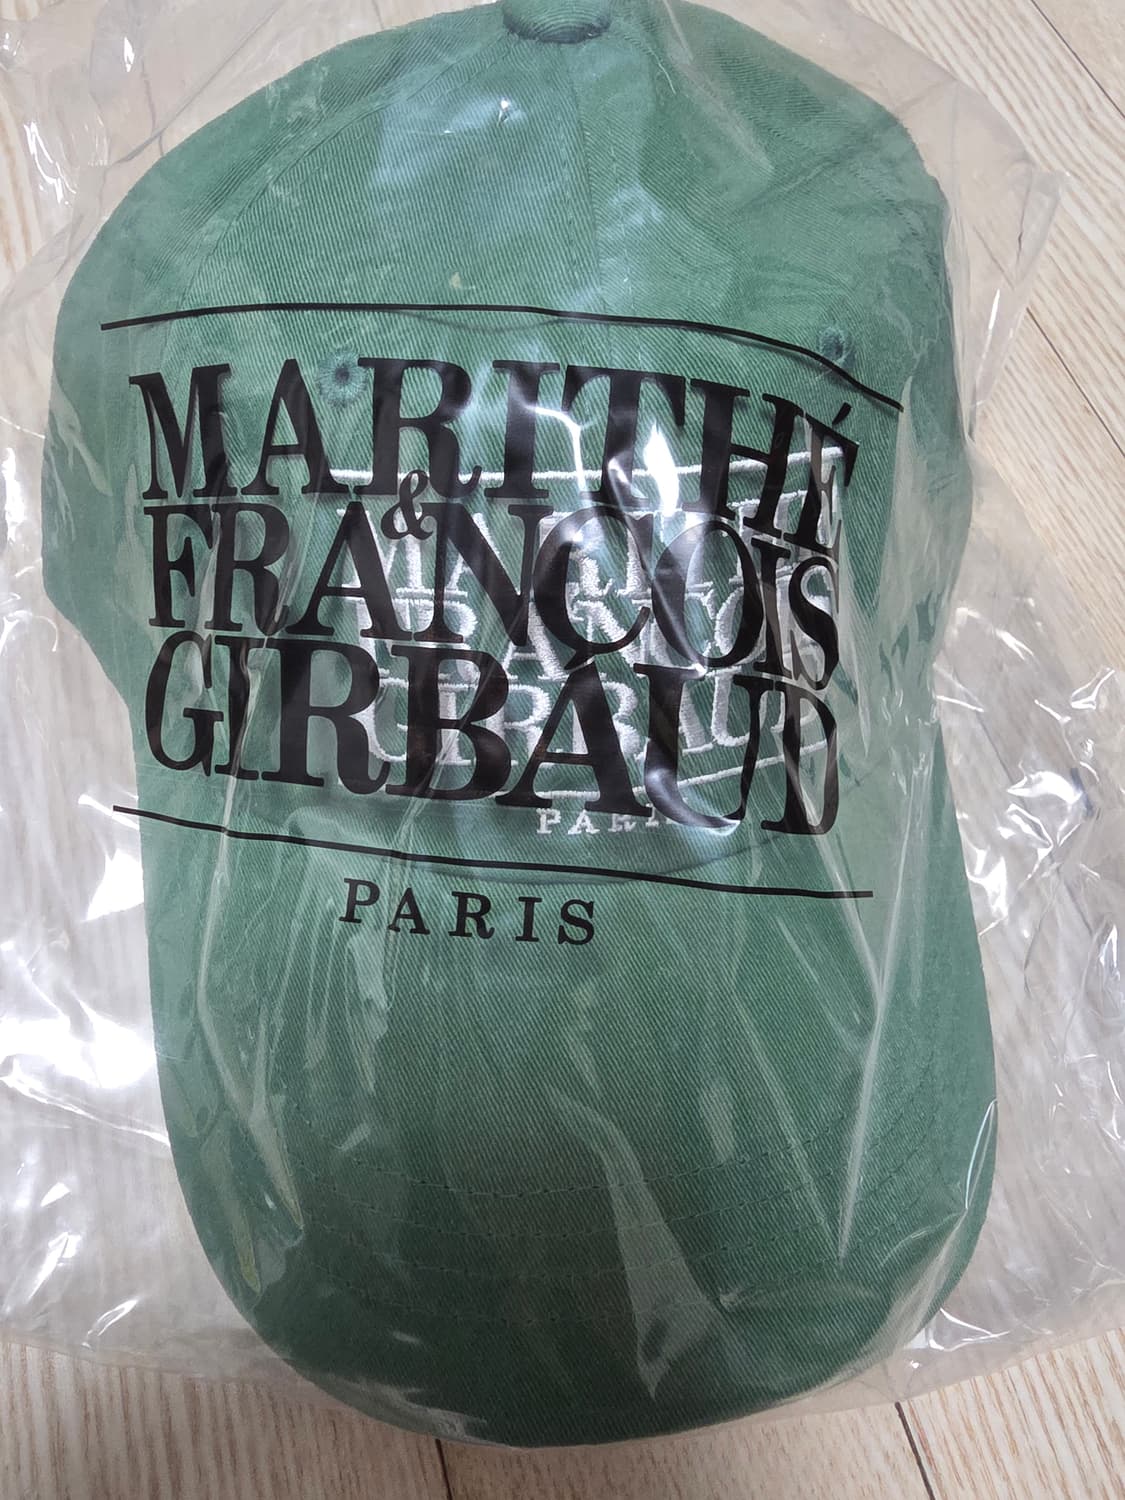 MARITHÉ
&
FRANÇOIS
GIRBAUD
PARIS